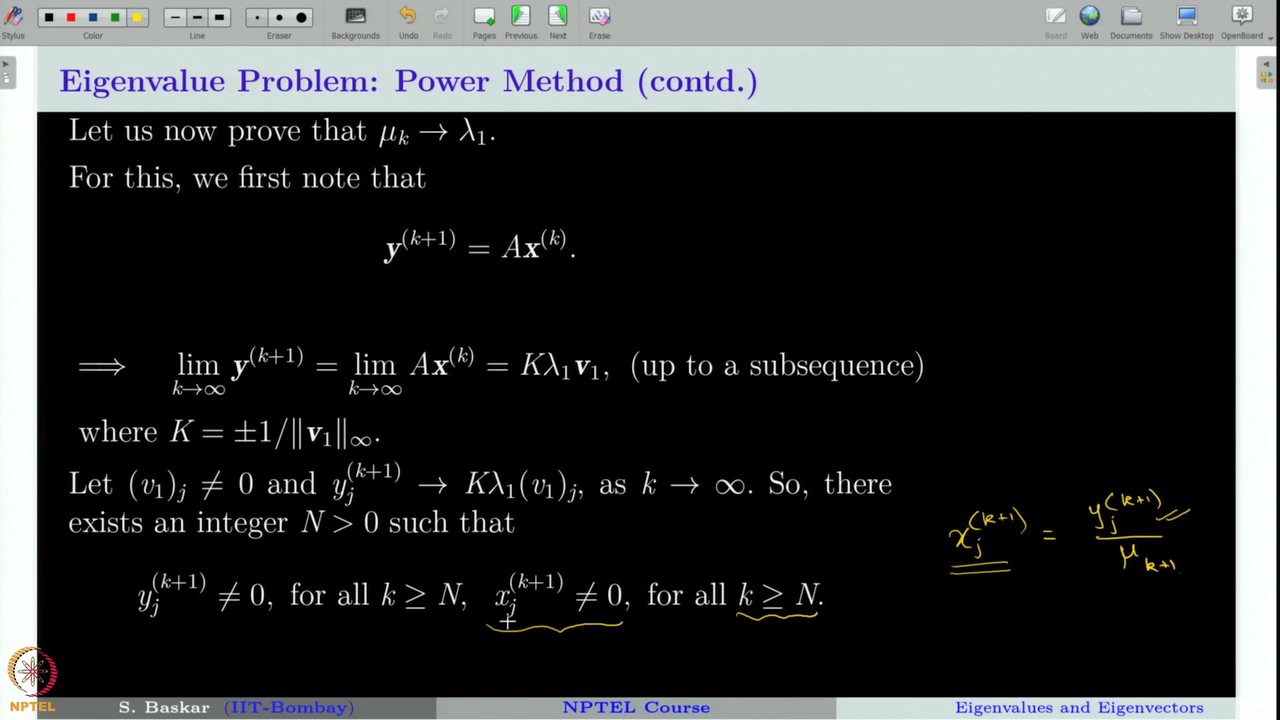 Stylus Color Line Eraser Backgrounds Undo Redo Pages Previous Next Erase Board Web Documents Show Desktop OpenBoard
Eigenvalue Problem: Power Method (contd.)
Let us now prove that μ_k → λ_1.
For this, we first note that
y^(k+1) = Ax^(k).
⟹ lim_{k→∞} y^(k+1) = lim_{k→∞} Ax^(k) = Kλ_1v_1, (up to a subsequence)
where K = ±1/‖v_1‖_∞.
Let (v_1)_j ≠ 0 and y_j^(k+1) → Kλ_1(v_1)_j, as k → ∞. So, there
exists an integer N > 0 such that
x_j^(k+1) = y_j^(k+1) / μ_{k+1}
y_j^(k+1) ≠ 0, for all k ≥ N, x_j^(k+1) ≠ 0, for all k ≥ N.
NPTEL
S. Baskar (IIT-Bombay) NPTEL Course Eigenvalues and Eigenvectors